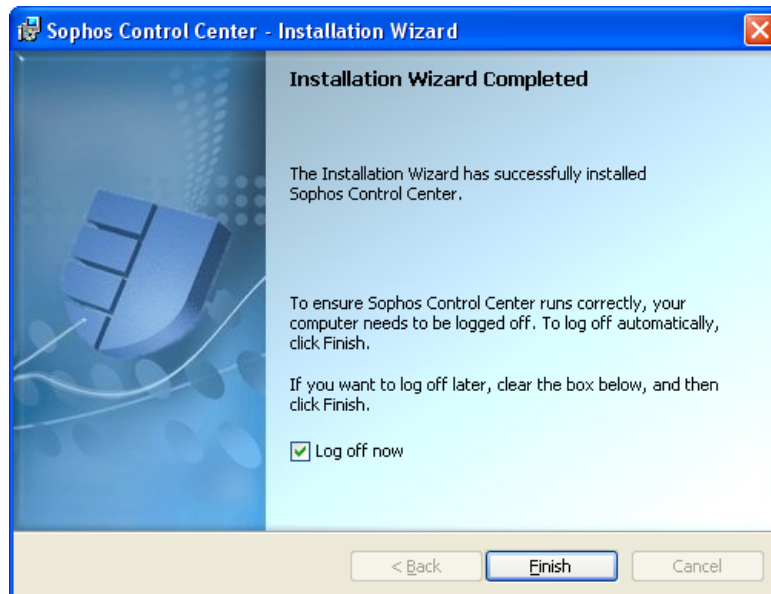 Sophos Control Center - Installation Wizard
Installation Wizard Completed
The Installation Wizard has successfully installed
Sophos Control Center.
To ensure Sophos Control Center runs correctly, your
computer needs to be logged off. To log off automatically,
click Finish.
If you want to log off later, clear the box below, and then
click Finish.
Log off now
< Back
Finish
Cancel